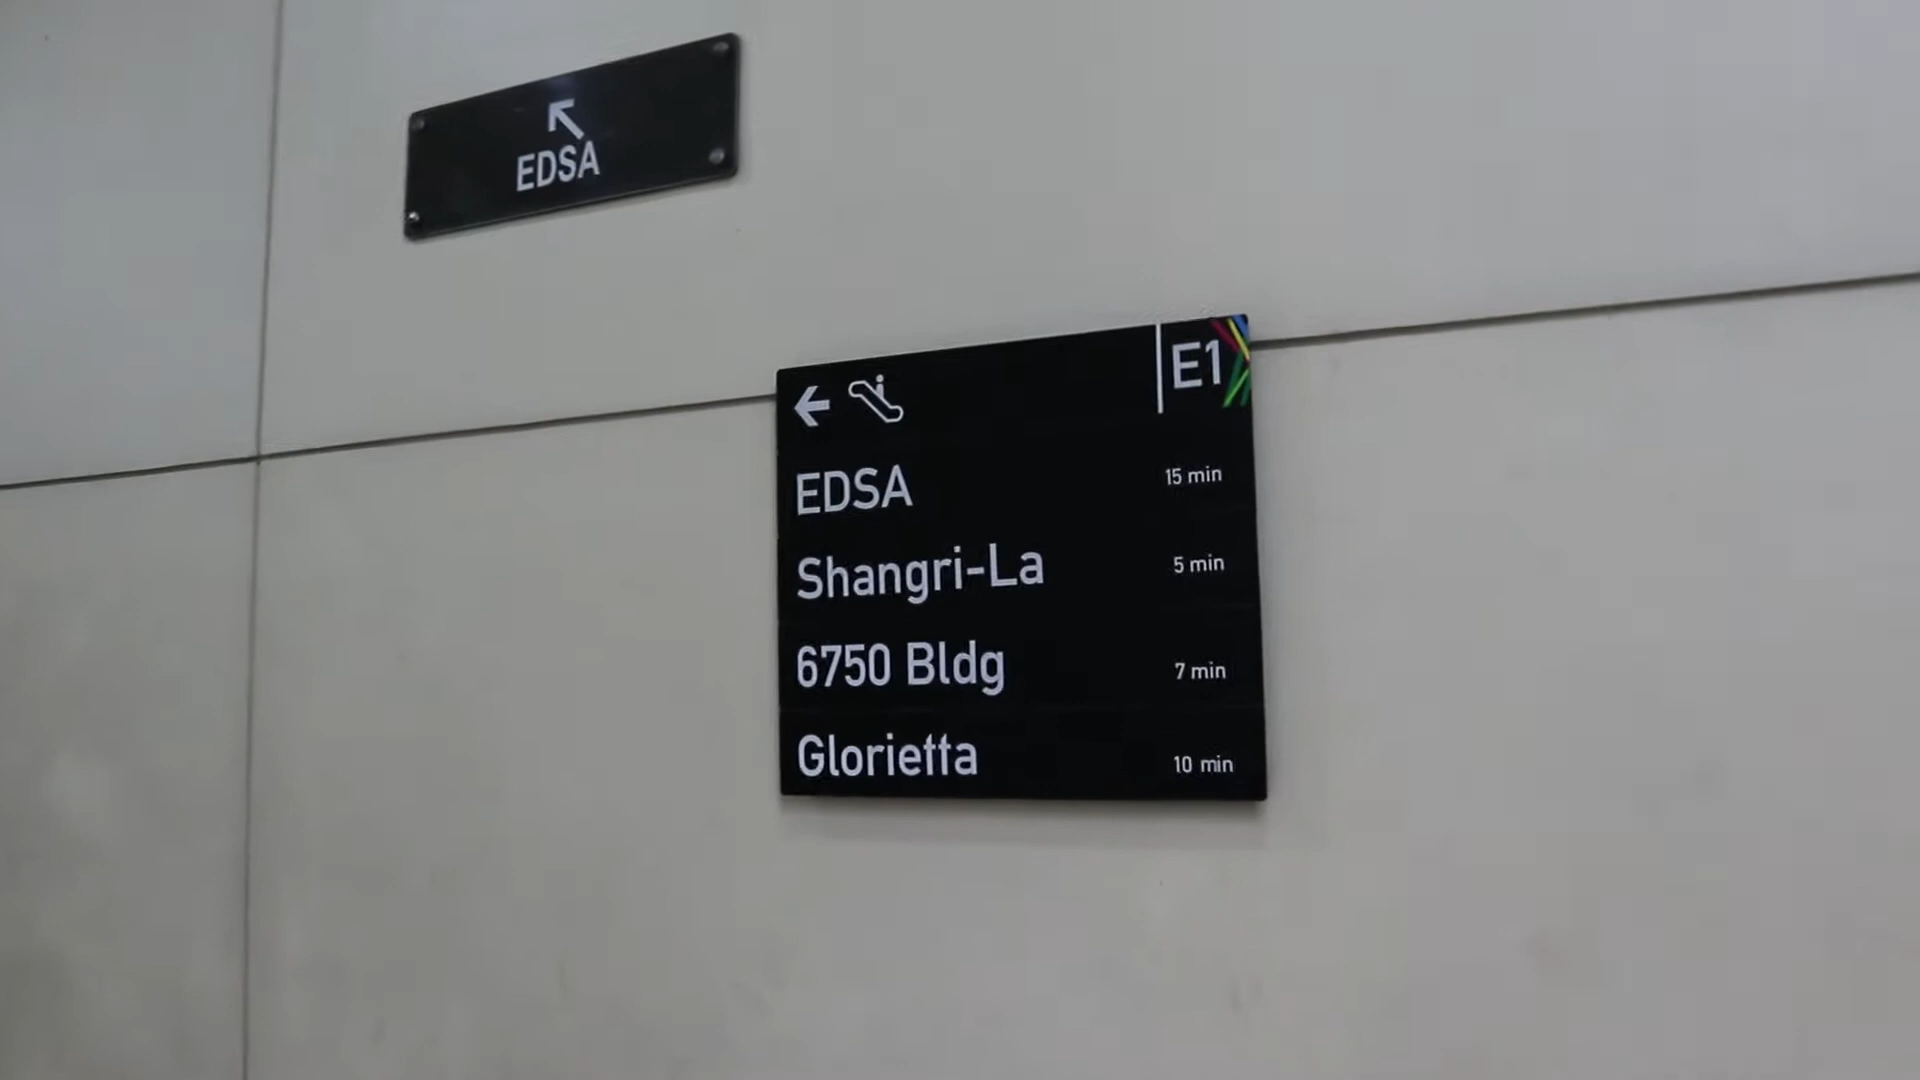 EDSA
E1
EDSA 15 min
Shangri-La 5 min
6750 Bldg 7 min
Glorietta 10 min